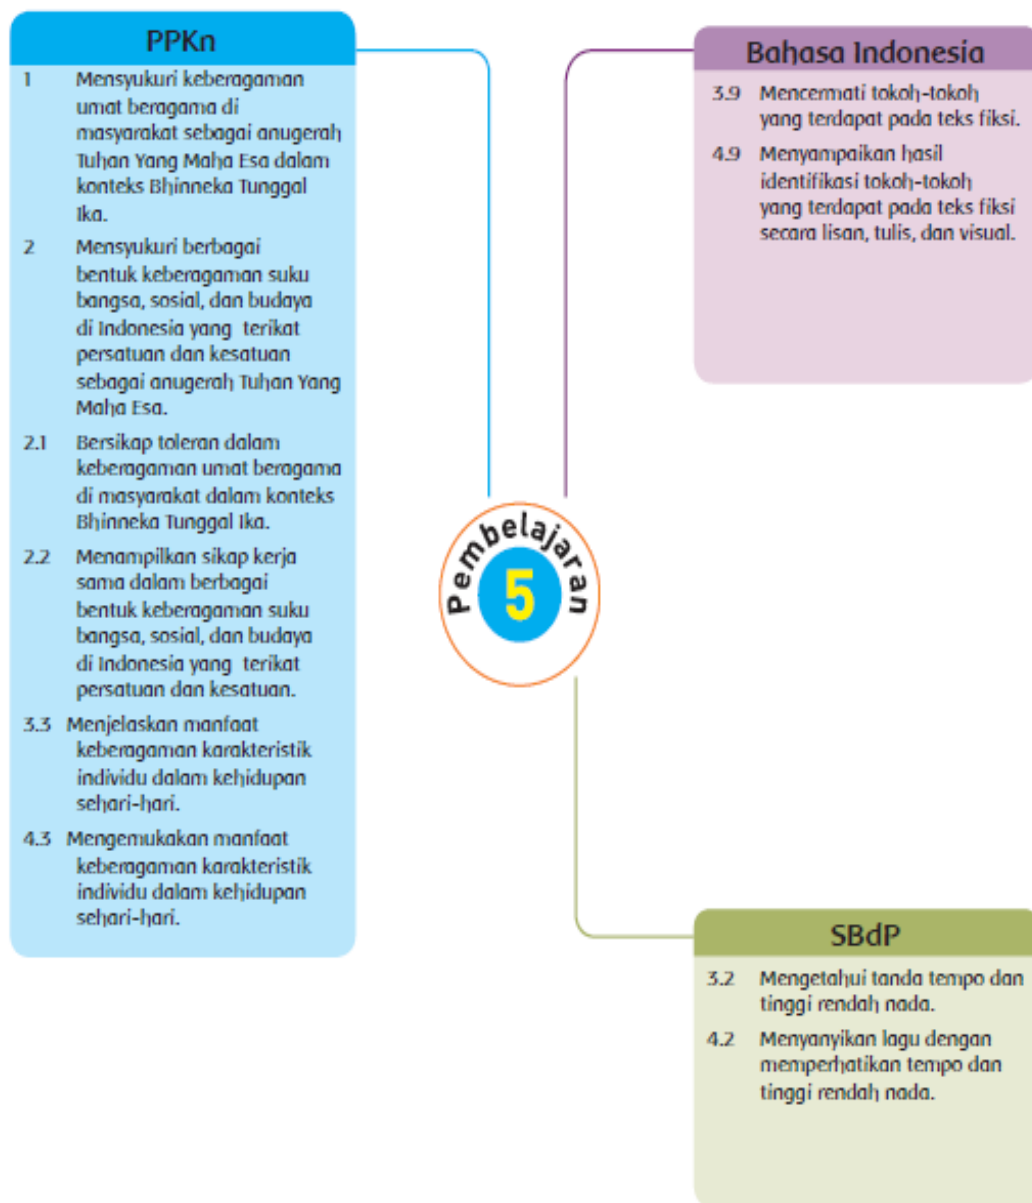 PPKn
1 Mensyukuri keberagaman
umat beragama di
masyarakat sebagai anugerah
Tuhan Yang Maha Esa dalam
konteks Bhinneka Tunggal
Ika.
2 Mensyukuri berbagai
bentuk keberagaman suku
bangsa, sosial, dan budaya
di Indonesia yang terikat
persatuan dan kesatuan
sebagai anugerah Tuhan Yang
Maha Esa.
2.1 Bersikap toleran dalam
keberagaman umat beragama
di masyarakat dalam konteks
Bhinneka Tunggal Ika.
2.2 Menampilkan sikap kerja
sama dalam berbagai
bentuk keberagaman suku
bangsa, sosial, dan budaya
di Indonesia yang terikat
persatuan dan kesatuan.
3.3 Menjelaskan manfaat
keberagaman karakteristik
individu dalam kehidupan
sehari-hari.
4.3 Mengemukakan manfaat
keberagaman karakteristik
individu dalam kehidupan
sehari-hari.
Bahasa Indonesia
3.9 Mencermati tokoh-tokoh
yang terdapat pada teks fiksi.
4.9 Menyampaikan hasil
identifikasi tokoh-tokoh
yang terdapat pada teks fiksi
secara lisan, tulis, dan visual.
Pembelajaran
5
SBdP
3.2 Mengetahui tanda tempo dan
tinggi rendah nada.
4.2 Menyanyikan lagu dengan
memperhatikan tempo dan
tinggi rendah nada.